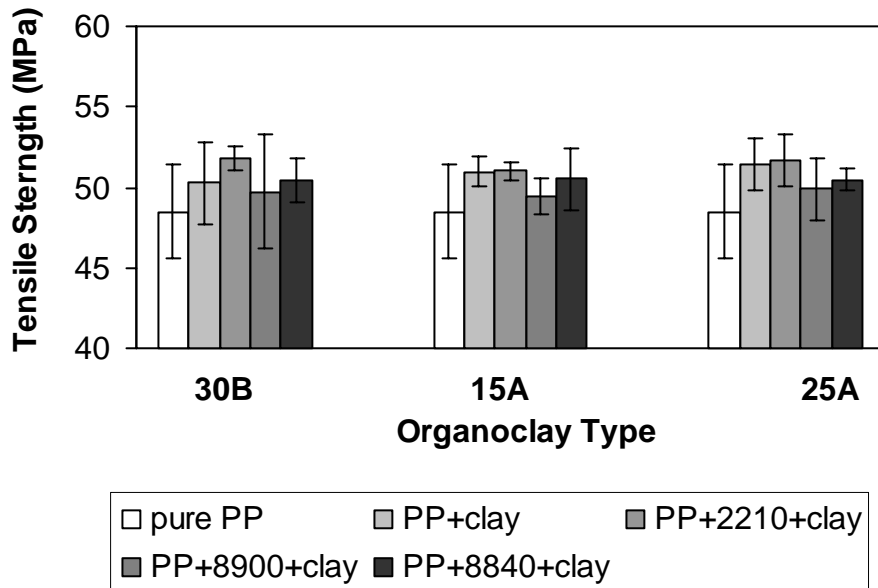 60
55
50
45
40
Tensile Sterngth (MPa)
30B 15A 25A
Organoclay Type
pure PP PP+clay PP+2210+clay
PP+8900+clay PP+8840+clay